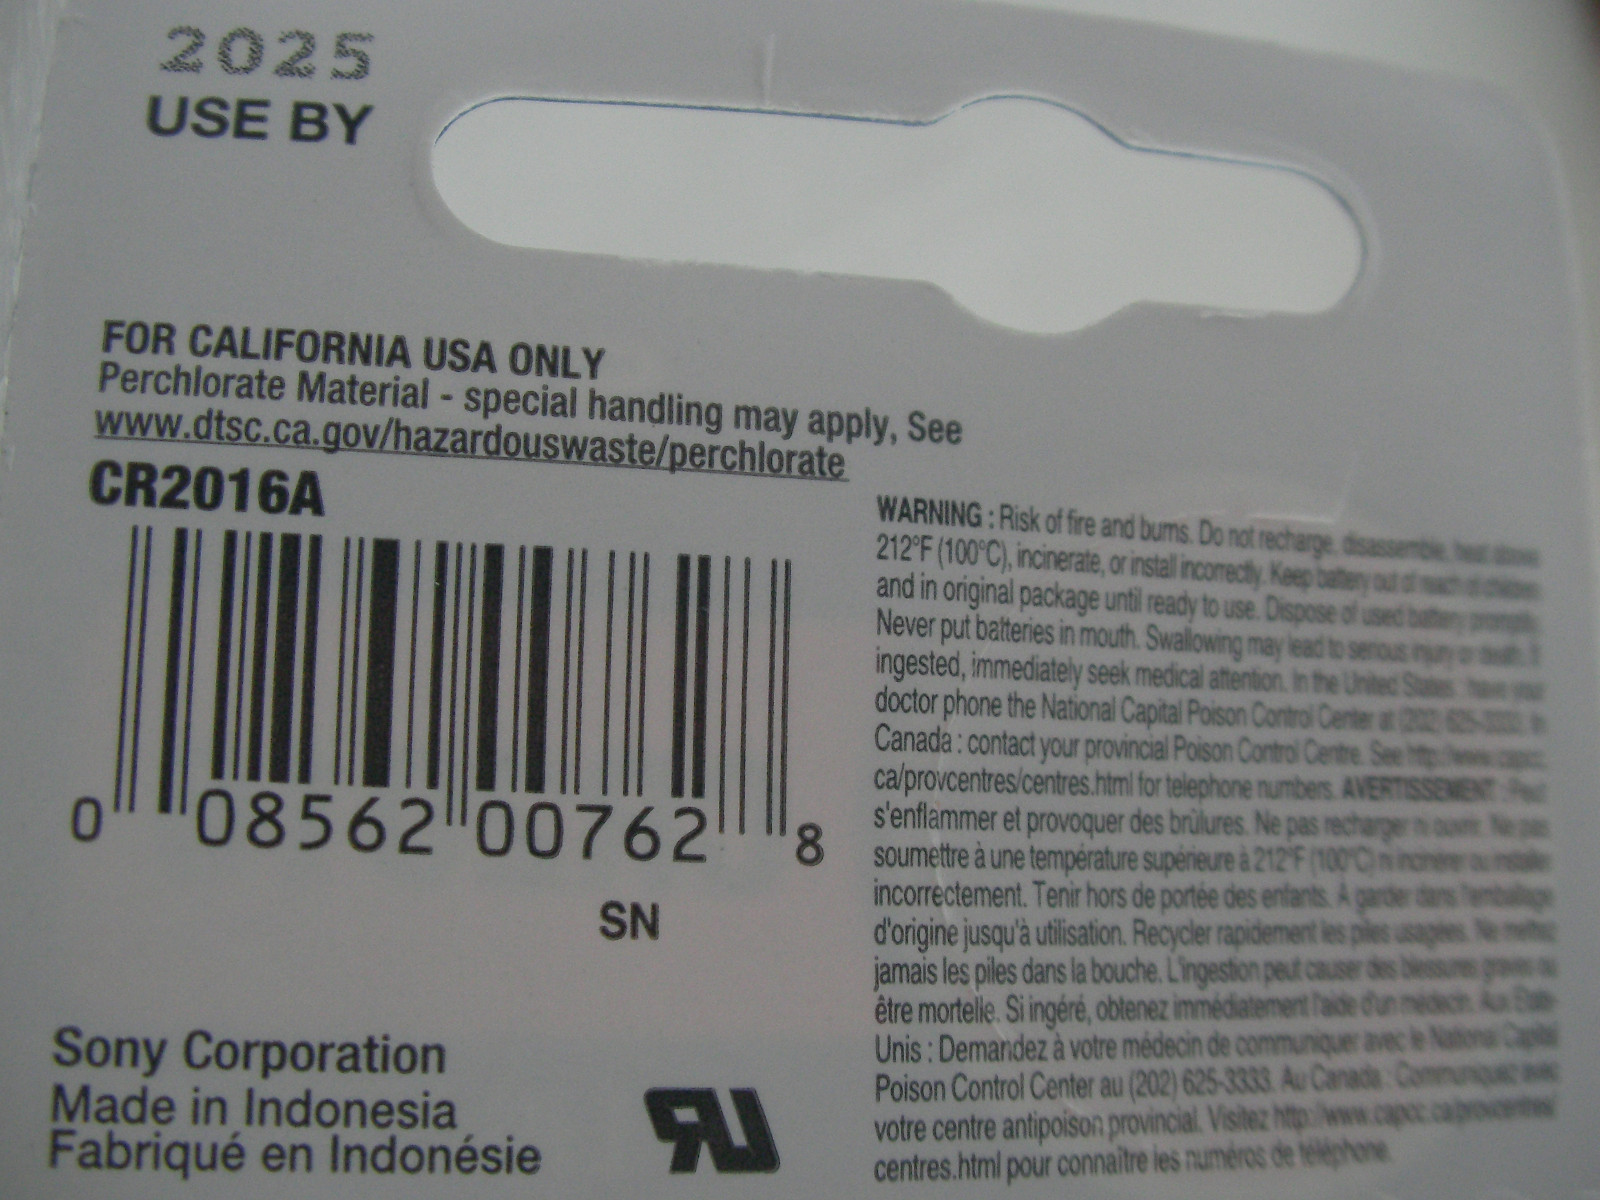 2025
USE BY
FOR CALIFORNIA USA ONLY
Perchlorate Material - special handling may apply, See
www.dtsc.ca.gov/hazardouswaste/perchlorate
CR2016A
0 08562 00762 8
SN
Sony Corporation
Made in Indonesia
Fabriqué en Indonésie
WARNING : Risk of fire and burns. Do not recharge, disassemble, heat above
212°F (100°C), incinerate, or install incorrectly. Keep battery out of reach of children
and in original package until ready to use. Dispose of used battery promptly.
Never put batteries in mouth. Swallowing may lead to serious injury or death. If
ingested, immediately seek medical attention. In the United States : have your
doctor phone the National Capital Poison Control Center at (202) 625-3333. In
Canada : contact your provincial Poison Control Centre. See http://www.capcc.
ca/provcentres/centres.html for telephone numbers. AVERTISSEMENT : Peut
s'enflammer et provoquer des brûlures. Ne pas recharger ni ouvrir. Ne pas
soumettre à une température supérieure à 212°F (100°C) ni incinérer ou installer
incorrectement. Tenir hors de portée des enfants. À garder dans l'emballage
d'origine jusqu'à utilisation. Recycler rapidement les piles usagées. Ne mettez
jamais les piles dans la bouche. L'ingestion peut causer des blessures graves ou
être mortelle. Si ingéré, obtenez immédiatement l'aide d'un médecin. Aux États-
Unis : Demandez à votre médecin de communiquer avec le National Capital
Poison Control Center au (202) 625-3333. Au Canada : Communiquez avec
votre centre antipoison provincial. Visitez http://www.capcc.ca/provcentres/
centres.html pour connaître les numéros de téléphone.